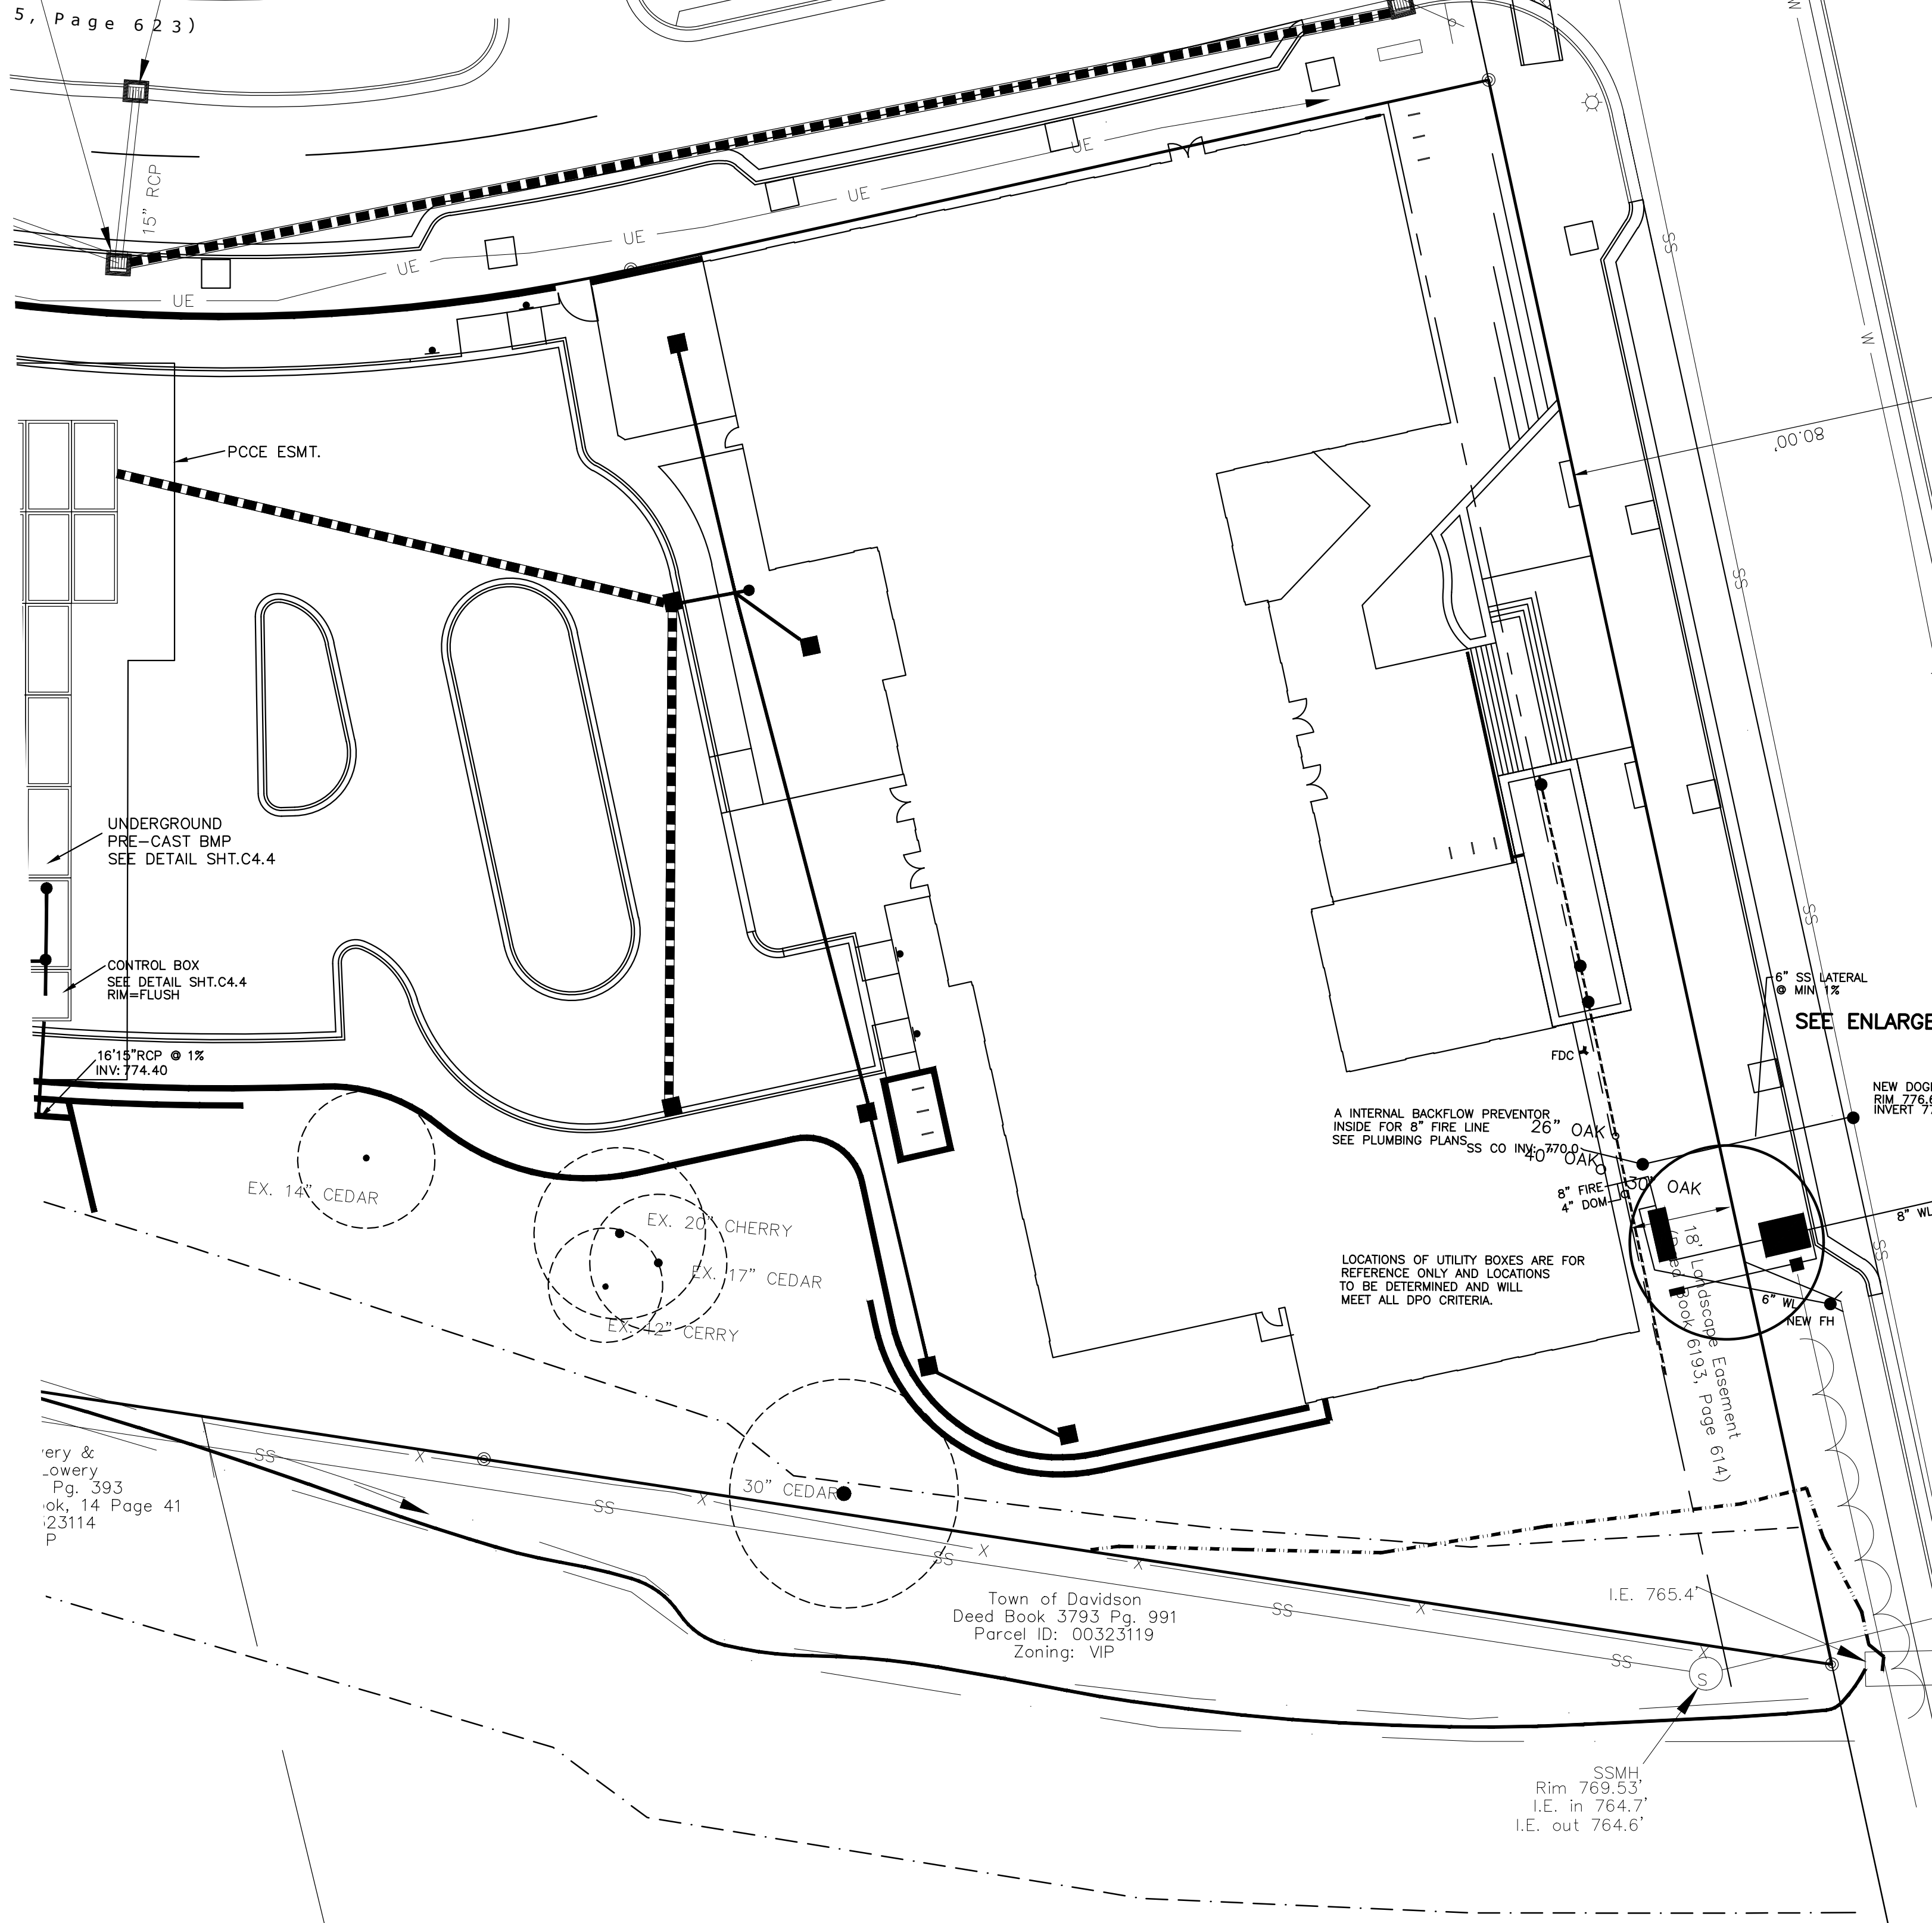 5, Page 623)
15” RCP
UE
UE
UE
UE
UE
W
W
SS
SS
SS
SS
80.00'
PCCE ESMT.
UNDERGROUND
PRE-CAST BMP
SEE DETAIL SHT.C4.4
CONTROL BOX
SEE DETAIL SHT.C4.4
RIM=FLUSH
16'15"RCP @ 1%
INV: 774.40
6” SS LATERAL
@ MIN 1%
SEE ENLARGE
NEW
RIM 776.
INVERT
FDC
A INTERNAL BACKFLOW PREVENTOR
INSIDE FOR 8” FIRE LINE
SEE PLUMBING PLANS
26” OAK
SS CO INV: 770.0
40” OAK
8” FIRE
4” DOM
30” OAK
8” WL
18' Landscape Easement
(Deed Book 6193, Page 614)
6” WL
NEW FH
LOCATIONS OF UTILITY BOXES ARE FOR
REFERENCE ONLY AND LOCATIONS
TO BE DETERMINED AND WILL
MEET ALL DPO CRITERIA.
EX. 14” CEDAR
EX. 20” CHERRY
EX. 17” CEDAR
EX. 12” CERRY
30” CEDAR
very &
Lowery
Pg. 393
ok, 14 Page 41
23114
P
SS
X
SS
X
SS
X
X
SS
X
SS
X
Town of Davidson
Deed Book 3793 Pg. 991
Parcel ID: 00323119
Zoning: VIP
I.E. 765.4'
S
SSMH
Rim 769.53'
I.E. in 764.7'
I.E. out 764.6'